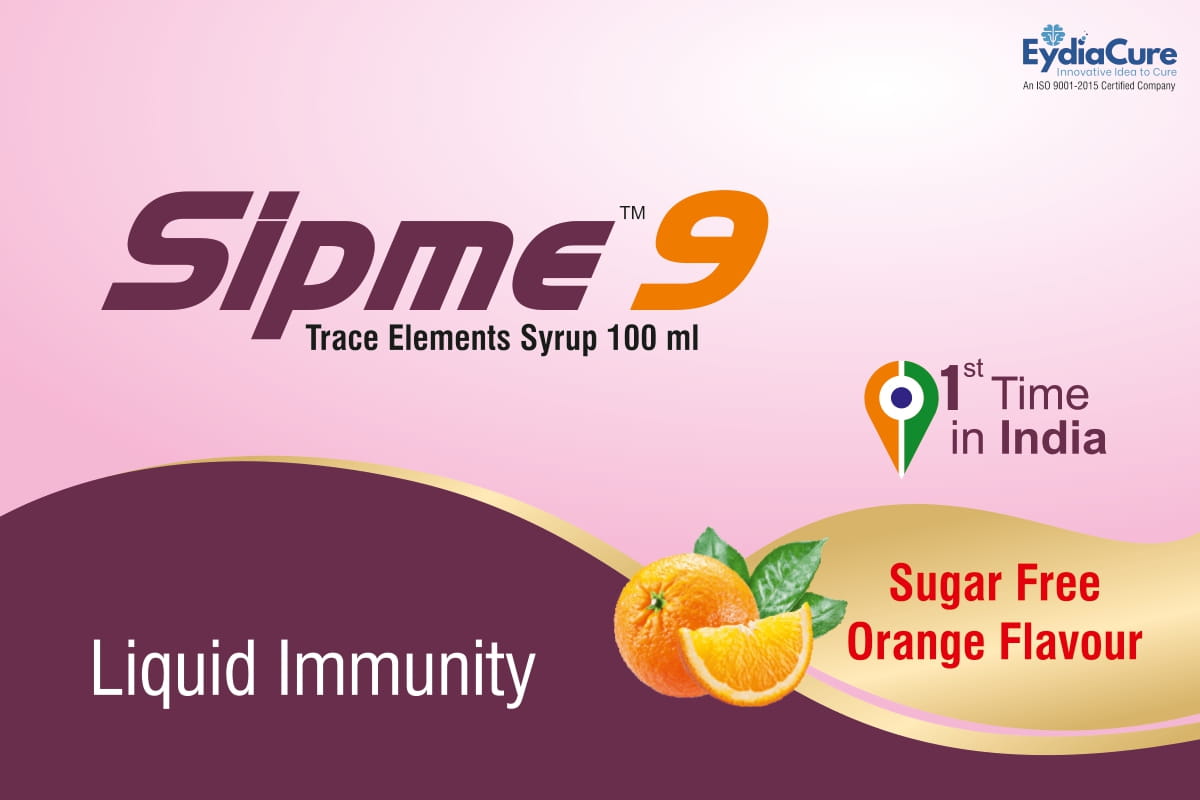 EydiaCure
Innovative Idea to Cure
An ISO 9001-2015 Certified Company
Sipme™ 9
Trace Elements Syrup 100 ml
1st Time
in India
Sugar Free
Orange Flavour
Liquid Immunity